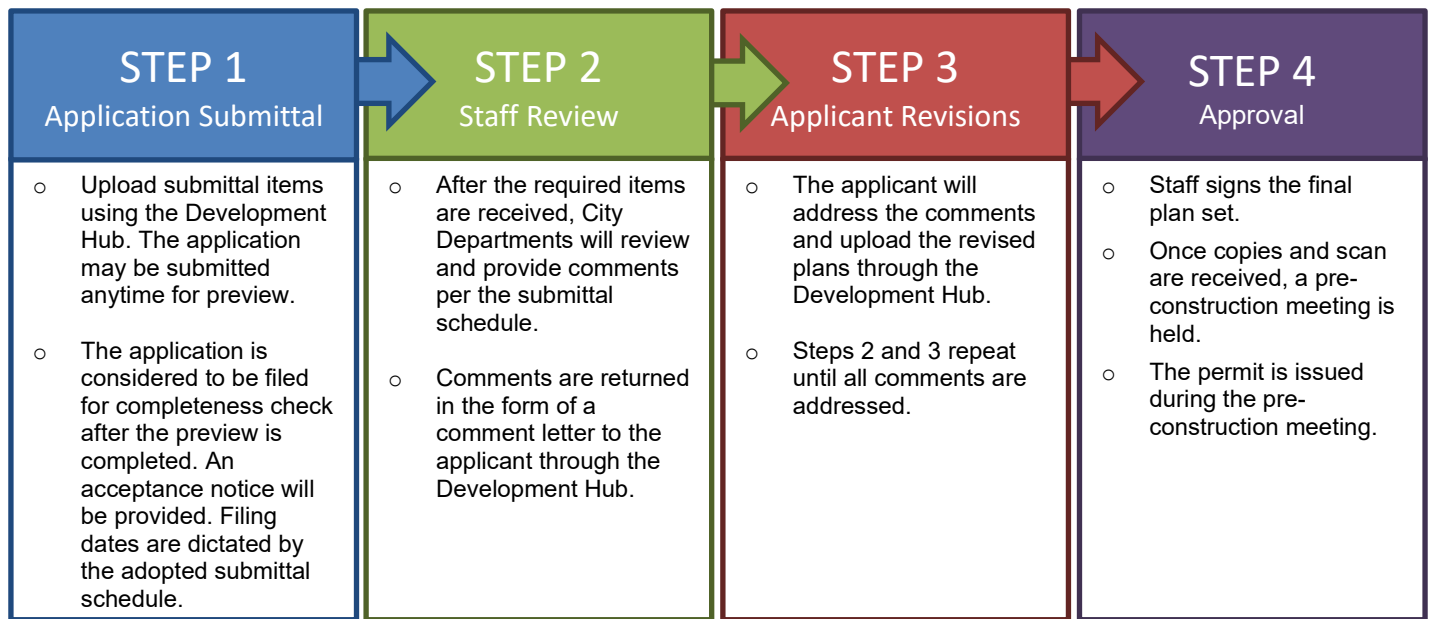 STEP 1
Application Submittal
○ Upload submittal items
using the Development
Hub. The application
may be submitted
anytime for preview.
○ The application is
considered to be filed
for completeness check
after the preview is
completed. An
acceptance notice will
be provided. Filing
dates are dictated by
the adopted submittal
schedule.
STEP 2
Staff Review
○ After the required items
are received, City
Departments will review
and provide comments
per the submittal
schedule.
○ Comments are returned
in the form of a
comment letter to the
applicant through the
Development Hub.
STEP 3
Applicant Revisions
○ The applicant will
address the comments
and upload the revised
plans through the
Development Hub.
○ Steps 2 and 3 repeat
until all comments are
addressed.
STEP 4
Approval
○ Staff signs the final
plan set.
○ Once copies and scan
are received, a pre-
construction meeting is
held.
○ The permit is issued
during the pre-
construction meeting.